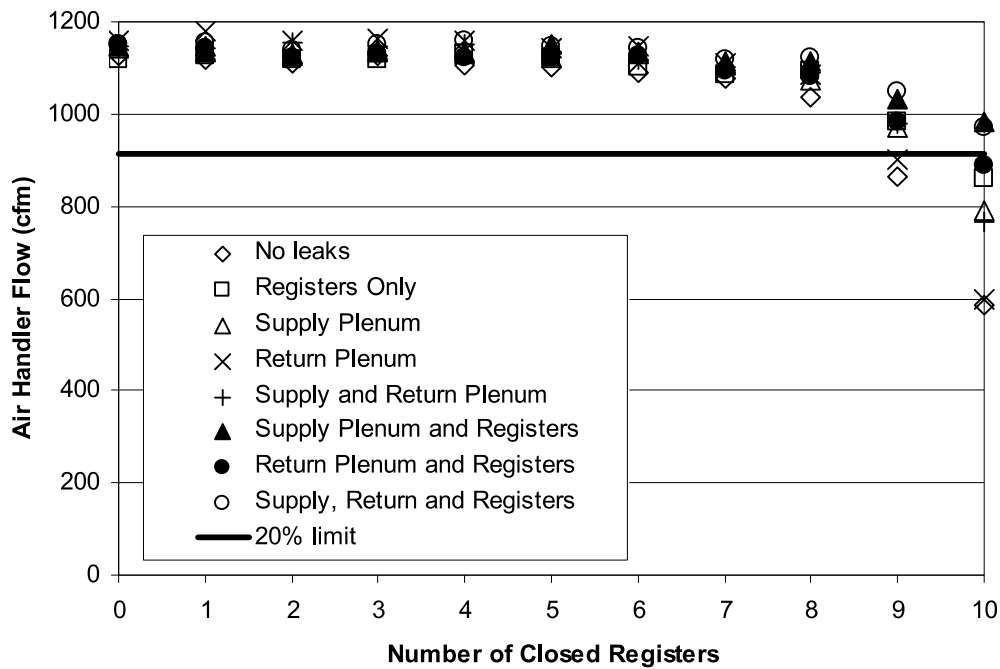 1200
1000
800
600
400
200
0
Air Handler Flow (cfm)
No leaks
Registers Only
Supply Plenum
Return Plenum
Supply and Return Plenum
Supply Plenum and Registers
Return Plenum and Registers
Supply, Return and Registers
20% limit
0 1 2 3 4 5 6 7 8 9 10
Number of Closed Registers